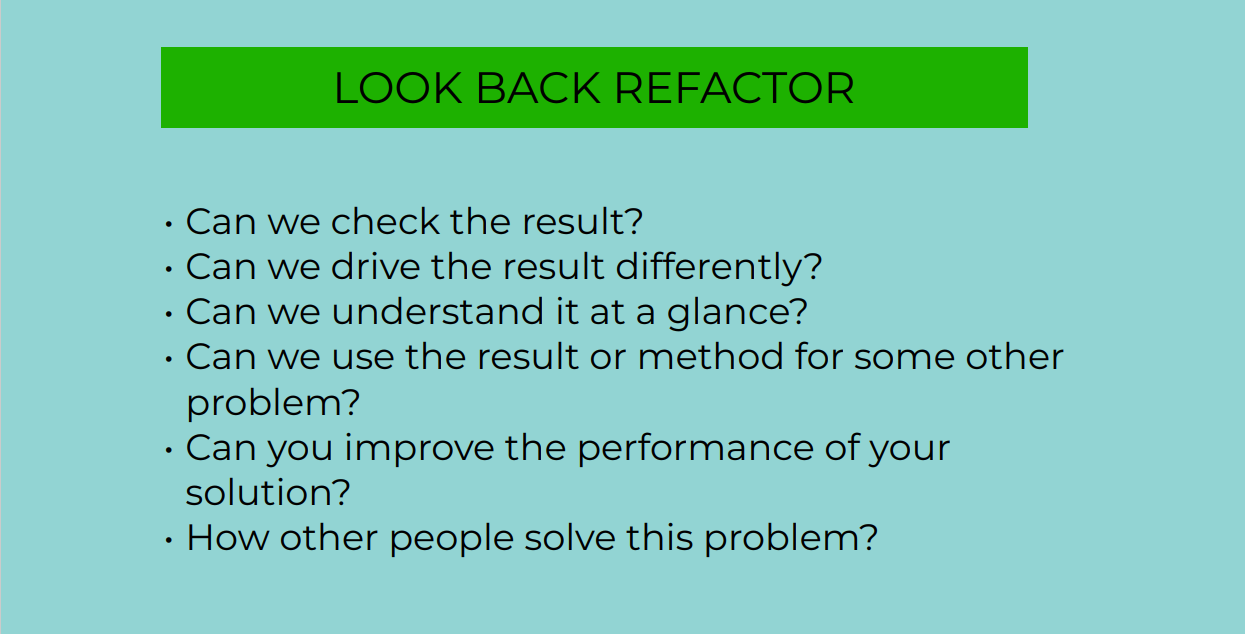 LOOK BACK REFACTOR
• Can we check the result?
• Can we drive the result differently?
• Can we understand it at a glance?
• Can we use the result or method for some other
problem?
• Can you improve the performance of your
solution?
• How other people solve this problem?